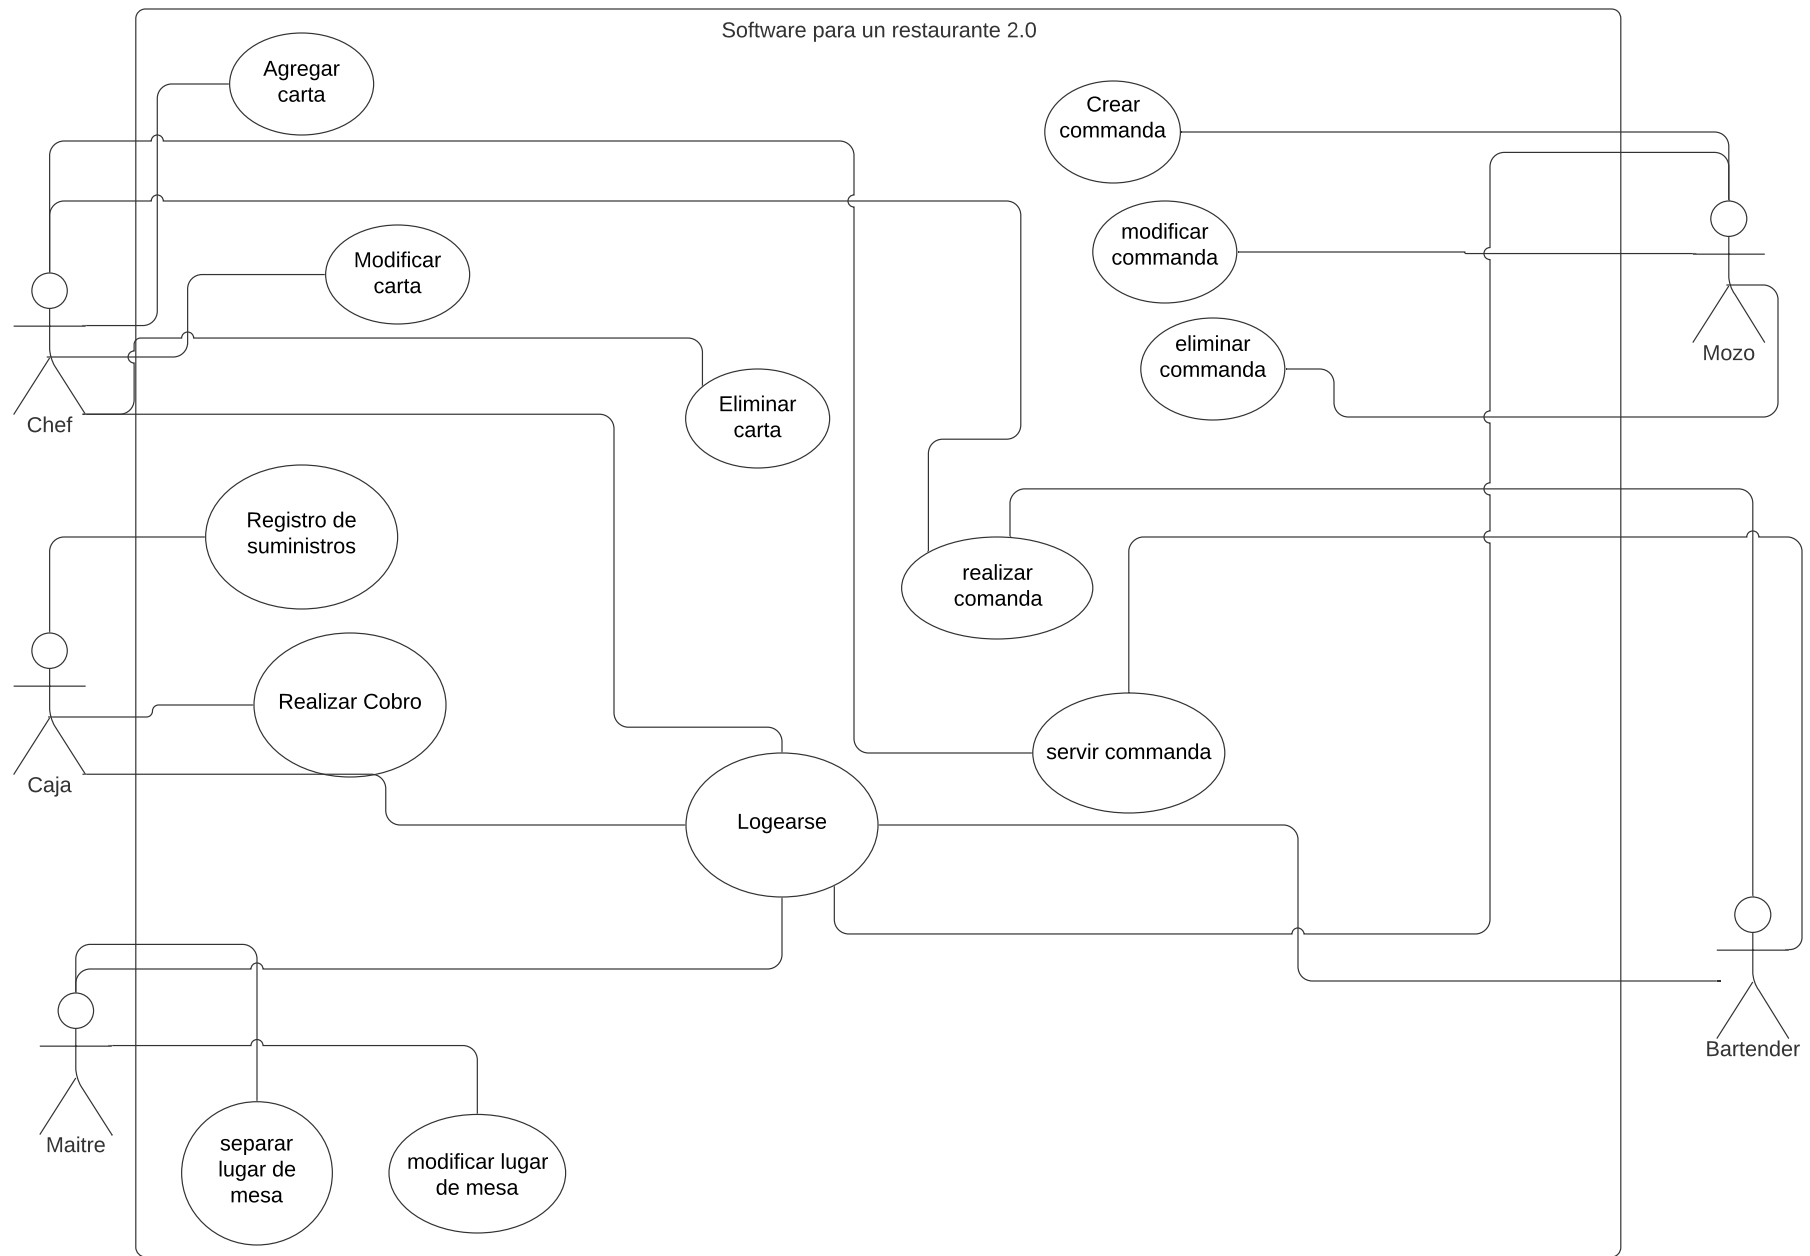 Software para un restaurante 2.0
Agregar
carta
Crear
commanda
modificar
commanda
Modificar
carta
eliminar
commanda
Mozo
Chef
Eliminar
carta
Registro de
suministros
realizar
comanda
Realizar Cobro
servir commanda
Caja
Logearse
Bartender
Maitre
separar
lugar de
mesa
modificar lugar
de mesa